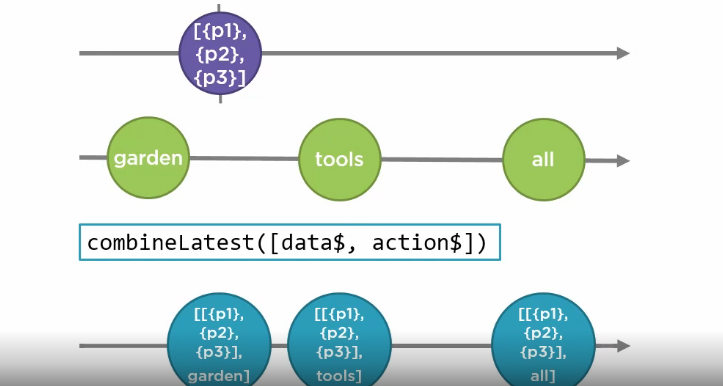 [{p1},
{p2},
{p3}]
garden
tools
all
combineLatest([data$, action$])
[[{p1},
{p2},
{p3}],
garden]
[[{p1},
{p2},
{p3}],
tools]
[[{p1},
{p2},
{p3}],
all]